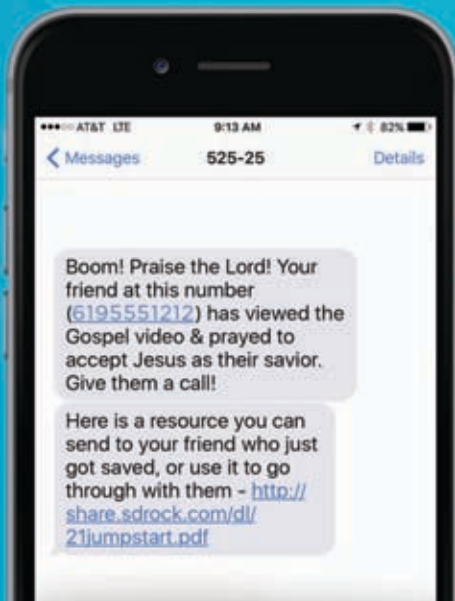 AT&T LTE 9:13 AM 82%
Messages 525-25 Details
Boom! Praise the Lord! Your
friend at this number
(6195551212) has viewed the
Gospel video & prayed to
accept Jesus as their savior.
Give them a call!
Here is a resource you can
send to your friend who just
got saved, or use it to go
through with them - http://
share.sdrock.com/dl/
21jumpstart.pdf